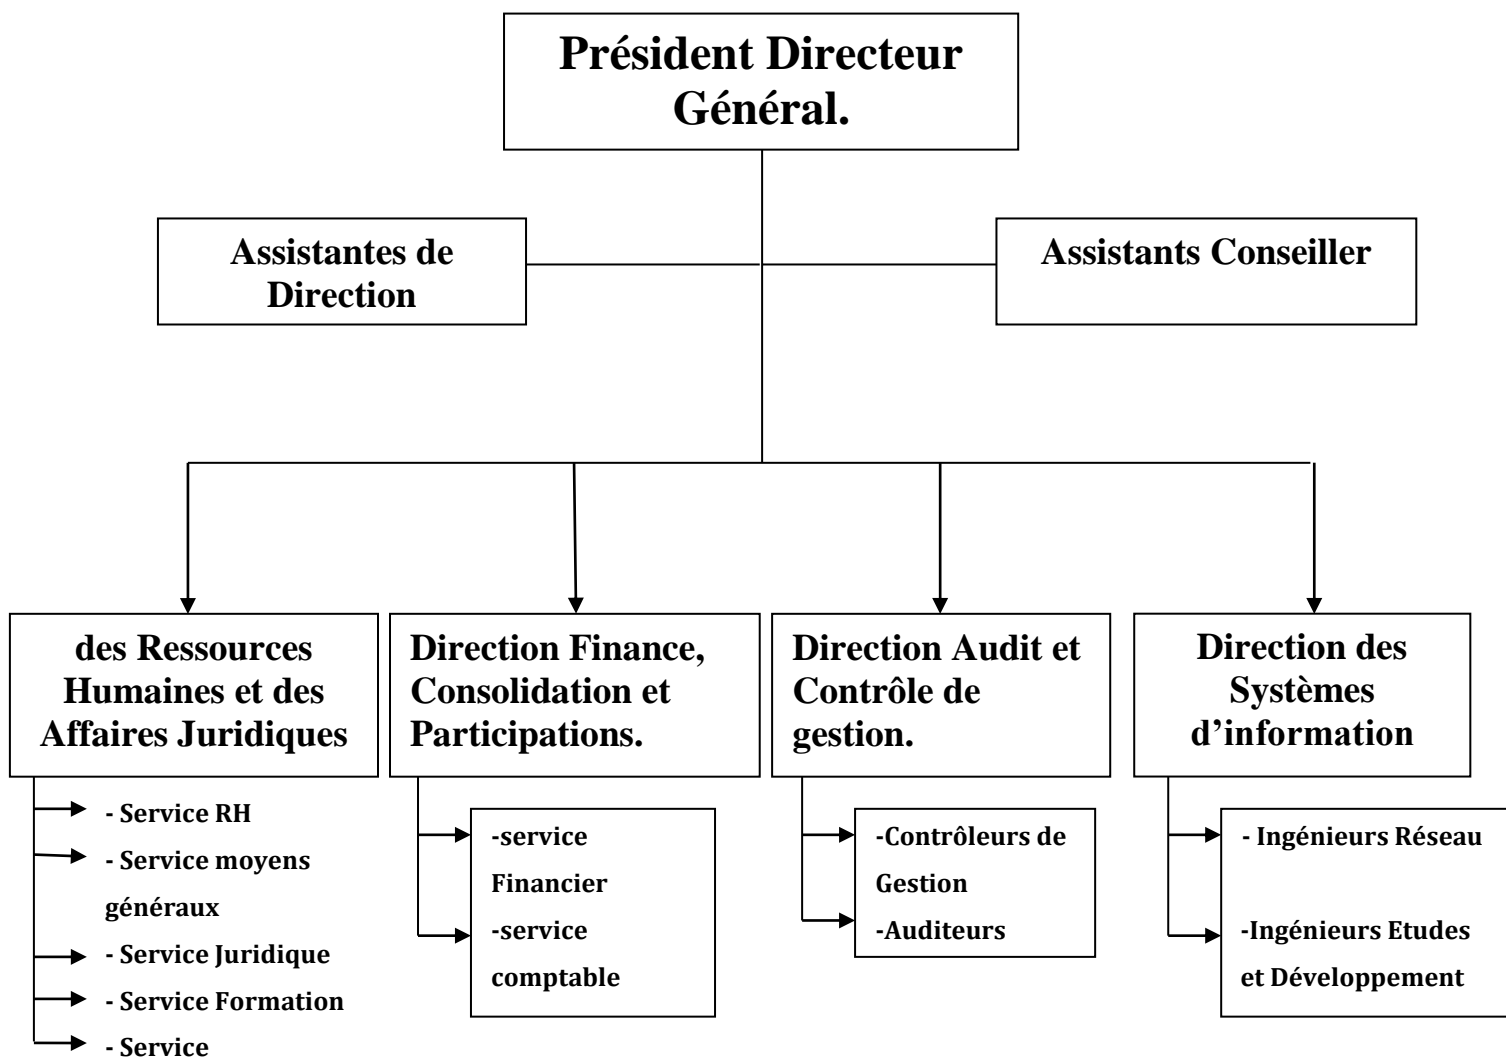 Président Directeur
Général.
Assistantes de
Direction
Assistants Conseiller
des Ressources
Humaines et des
Affaires Juridiques
Direction Finance,
Consolidation et
Participations.
Direction Audit et
Contrôle de
gestion.
Direction des
Systèmes
d’information
- Service RH
- Service moyens
généraux
- Service Juridique
- Service Formation
- Service
-service
Financier
-service
comptable
-Contrôleurs de
Gestion
-Auditeurs
- Ingénieurs Réseau
-Ingénieurs Etudes
et Développement